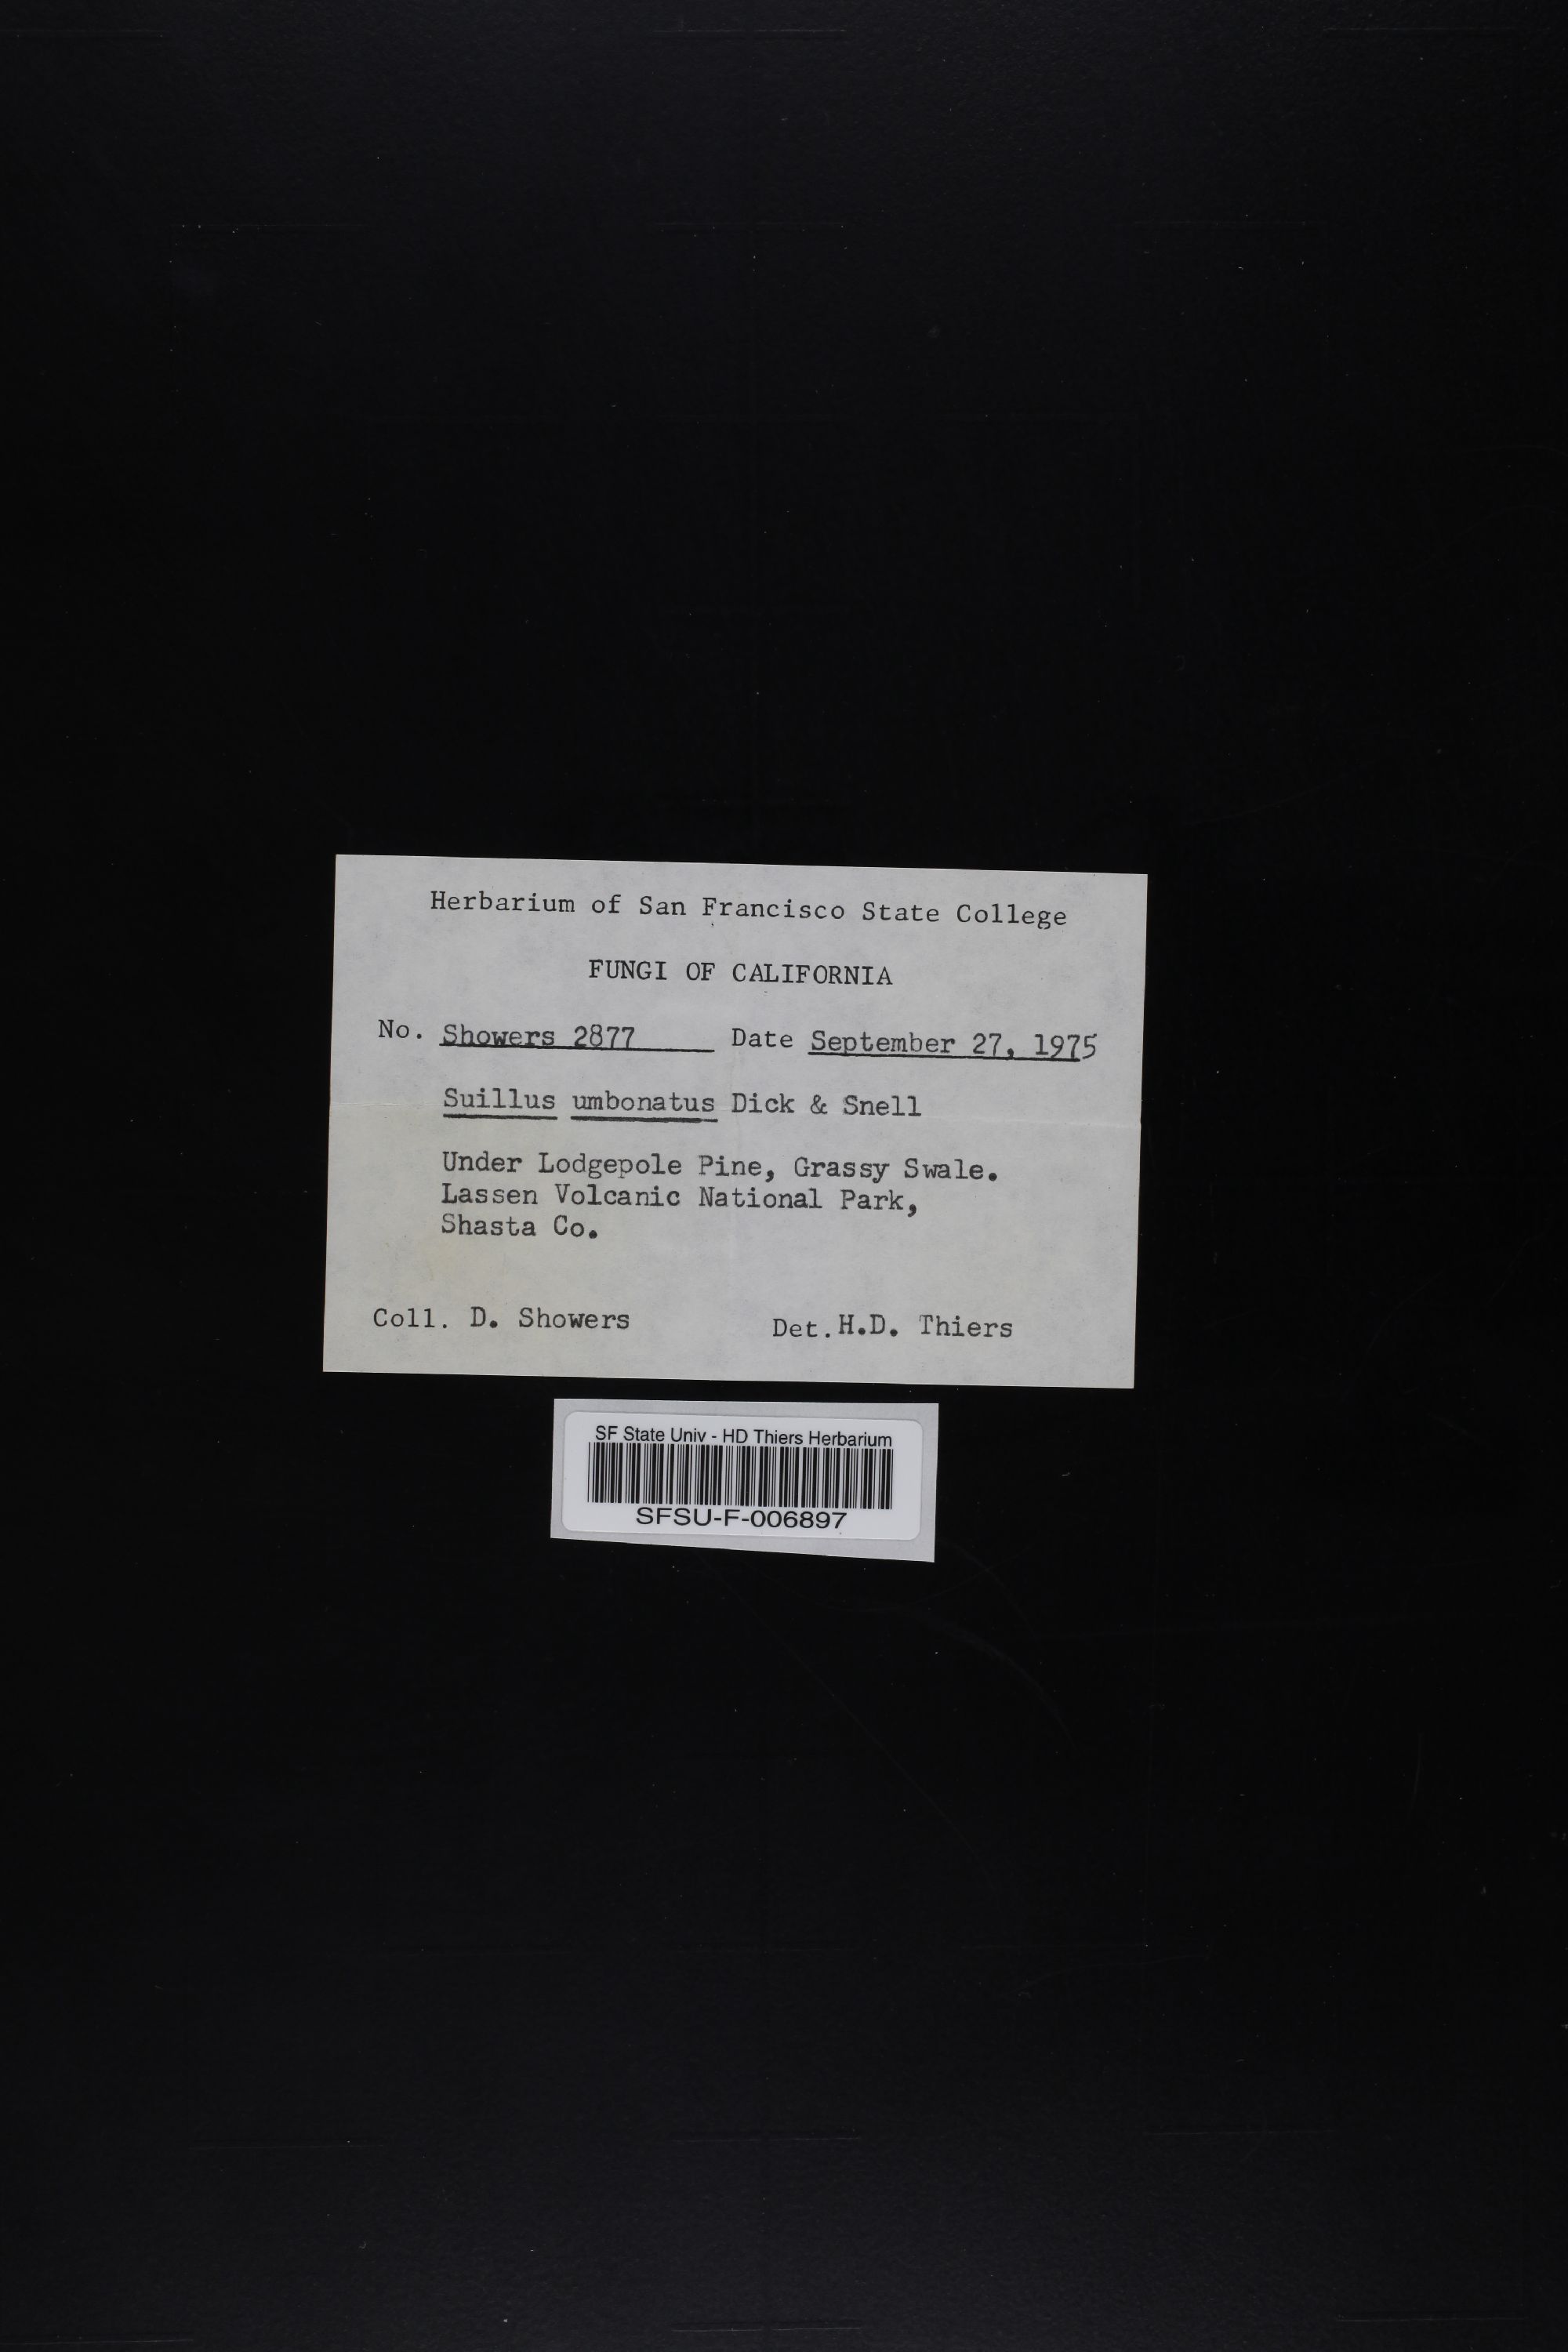 Herbarium of San Francisco State College
FUNGI OF CALIFORNIA
No. Showers 2877 Date September 27, 1975
Suillus umbonatus Dick & Snell
Under Lodgepole Pine, Grassy Swale.
Lassen Volcanic National Park,
Shasta Co.
Coll. D. Showers Det. H.D. Thiers
SF State Univ - HD Thiers Herbarium
SFSU-F-006897